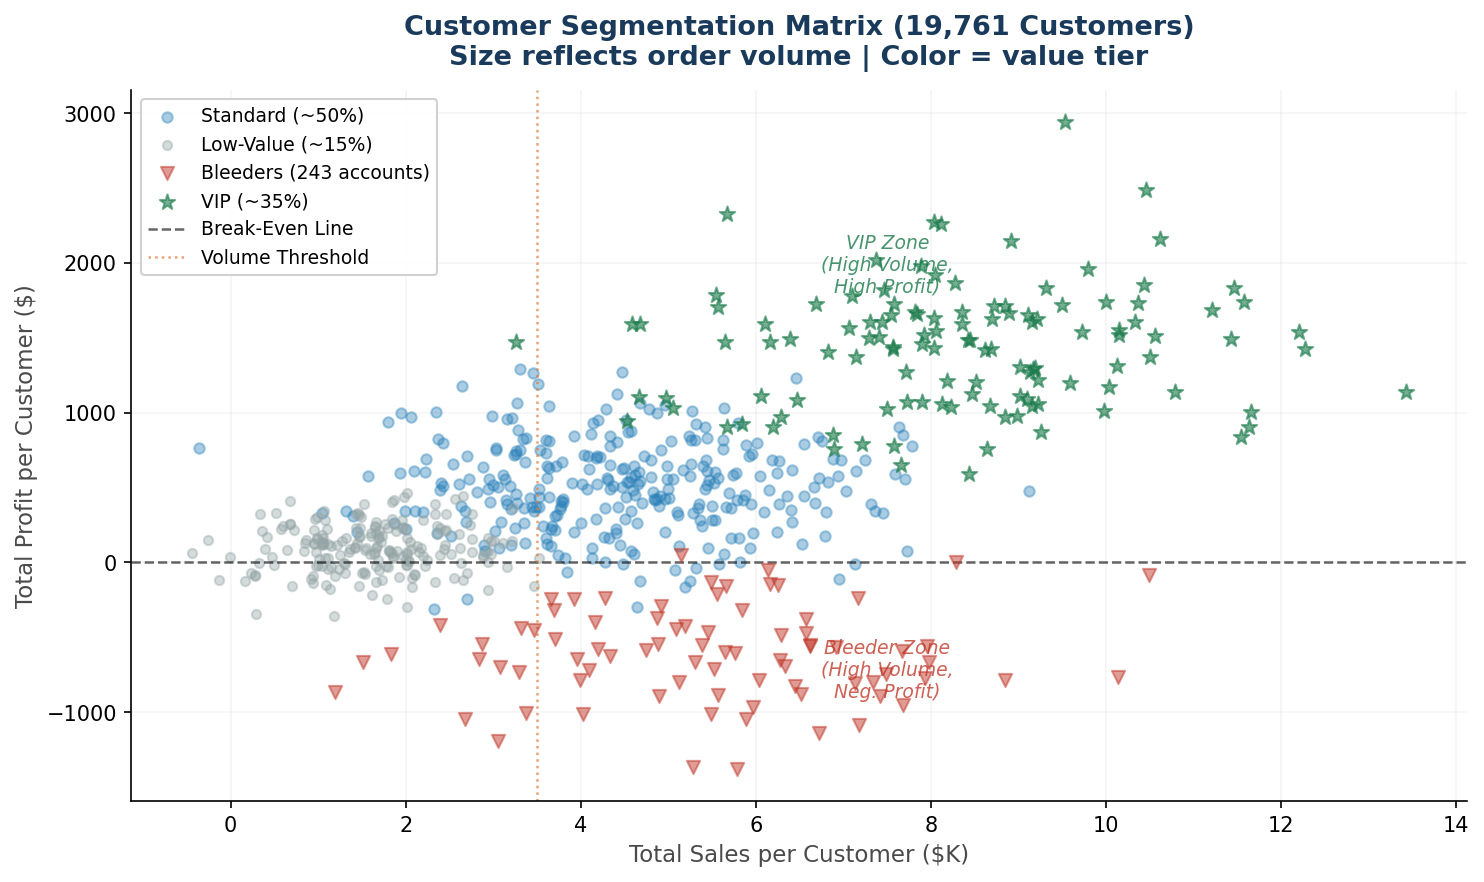 Customer Segmentation Matrix (19,761 Customers)
Size reflects order volume | Color = value tier
Standard (~50%)
Low-Value (~15%)
Bleeders (243 accounts)
VIP (~35%)
Break-Even Line
Volume Threshold
VIP Zone
(High Volume,
High Profit)
Bleeder Zone
(High Volume,
Neg. Profit)
Total Profit per Customer ($)
3000
2000
1000
0
−1000
0 2 4 6 8 10 12 14
Total Sales per Customer ($K)